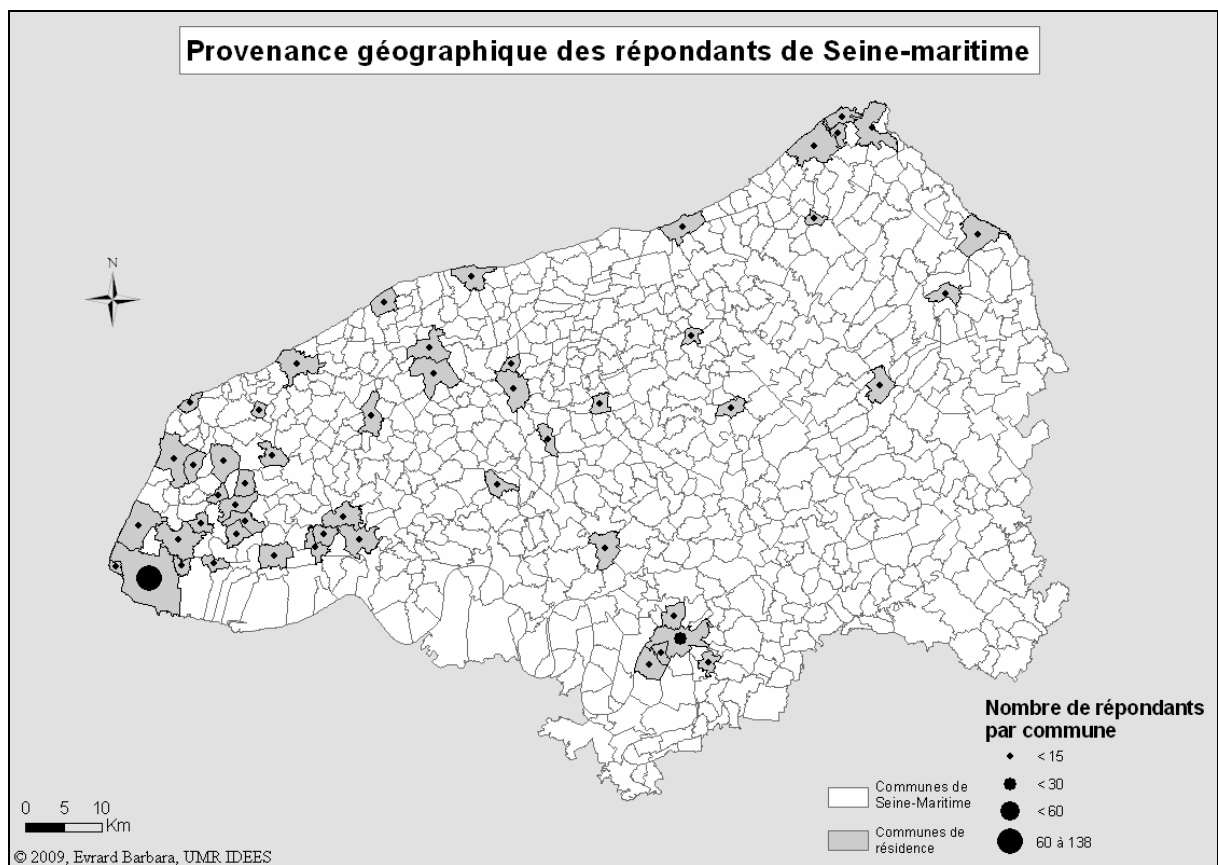 Provenance géographique des répondants de Seine-maritime
N
Nombre de répondants
par commune
< 15
< 30
< 60
60 à 138
Communes de
Seine-Maritime
Communes de
résidence
0 5 10
Km
© 2009, Evrard Barbara, UMR IDEES